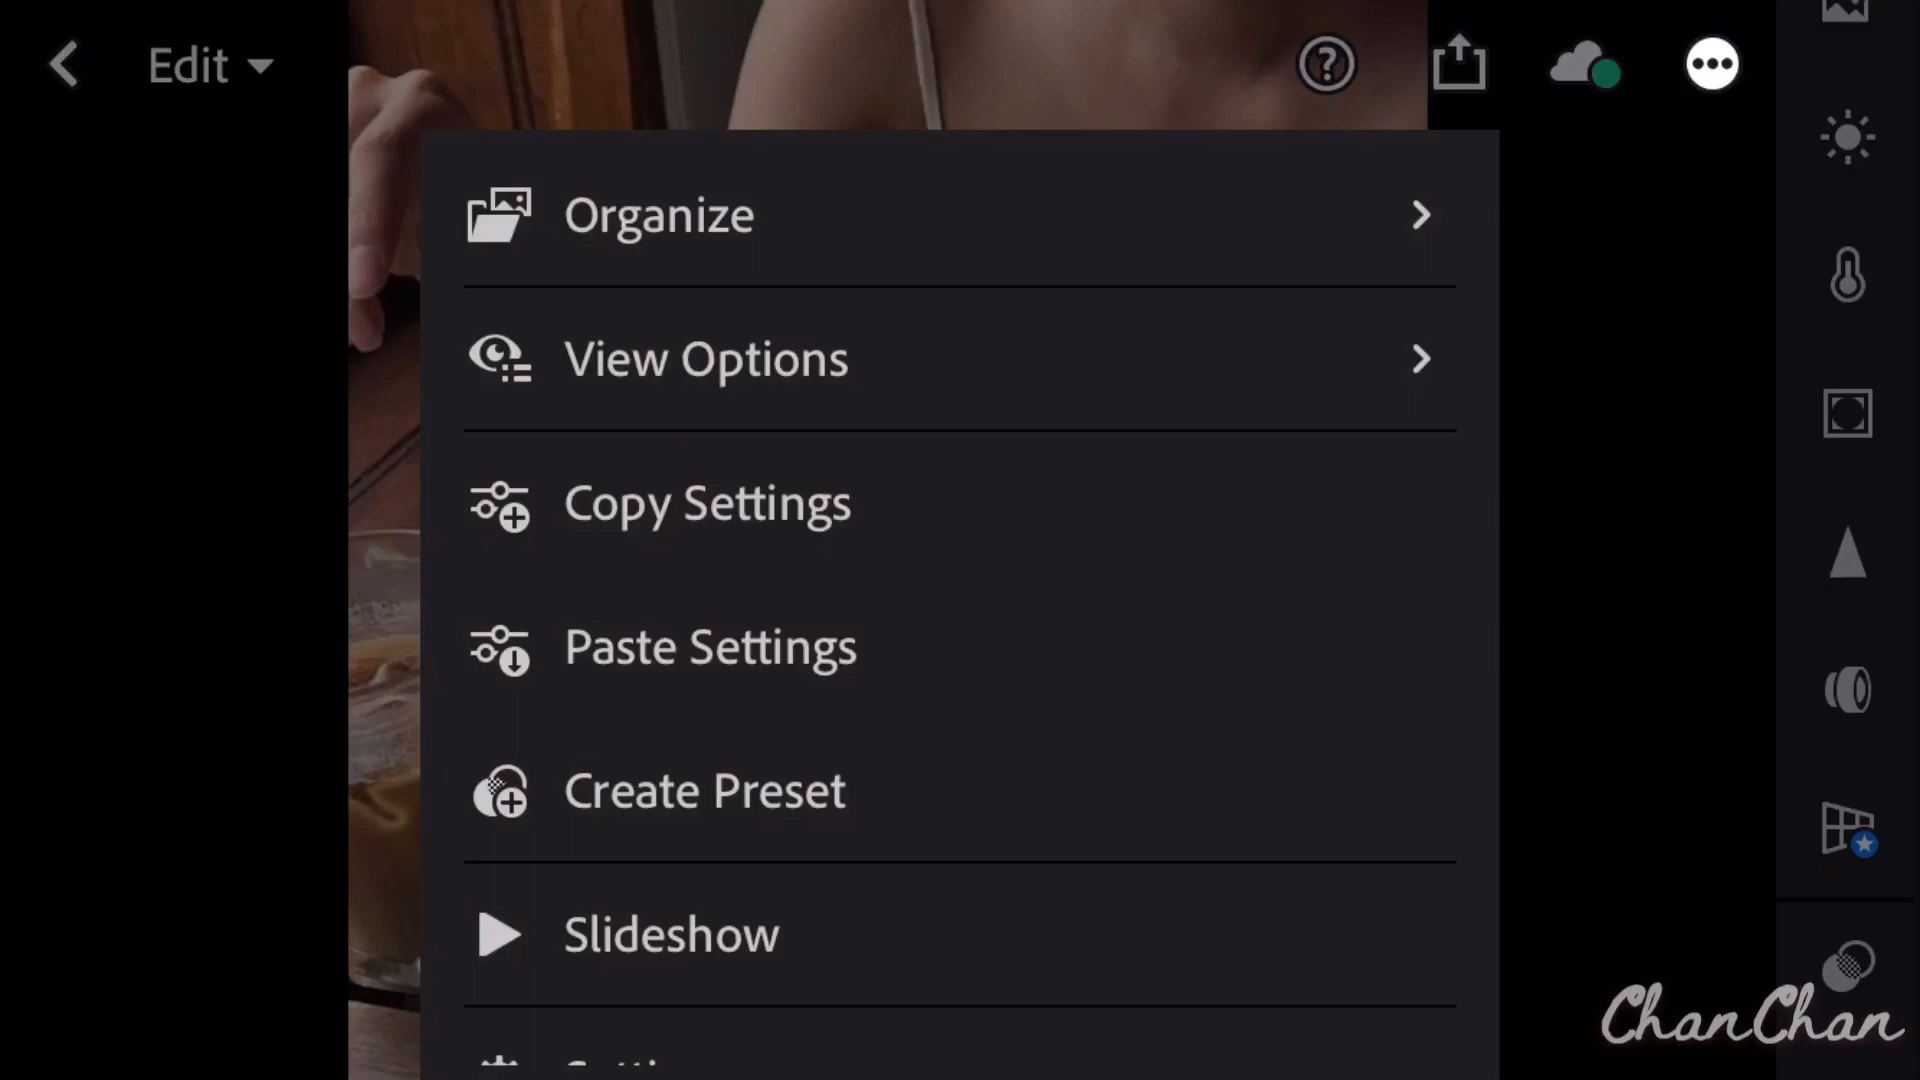 Edit
Organize
View Options
Copy Settings
Paste Settings
Create Preset
Slideshow
ChanChan